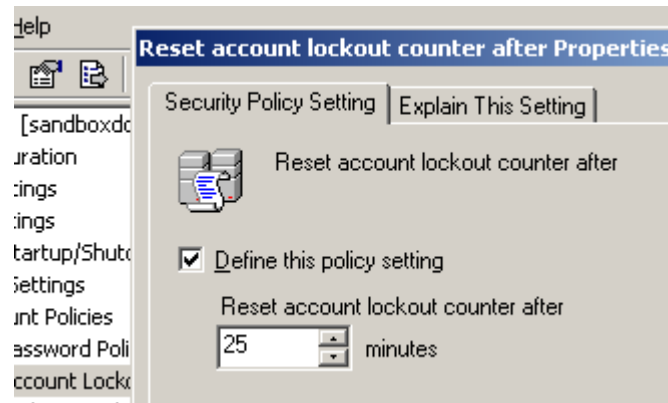 Help
Reset account lockout counter after Properties
Security Policy Setting
Explain This Setting
[sandboxdo
uration
tings
tings
tartup/Shutd
Settings
unt Policies
assword Poli
ccount Locko
Reset account lockout counter after
Define this policy setting
Reset account lockout counter after
25 minutes